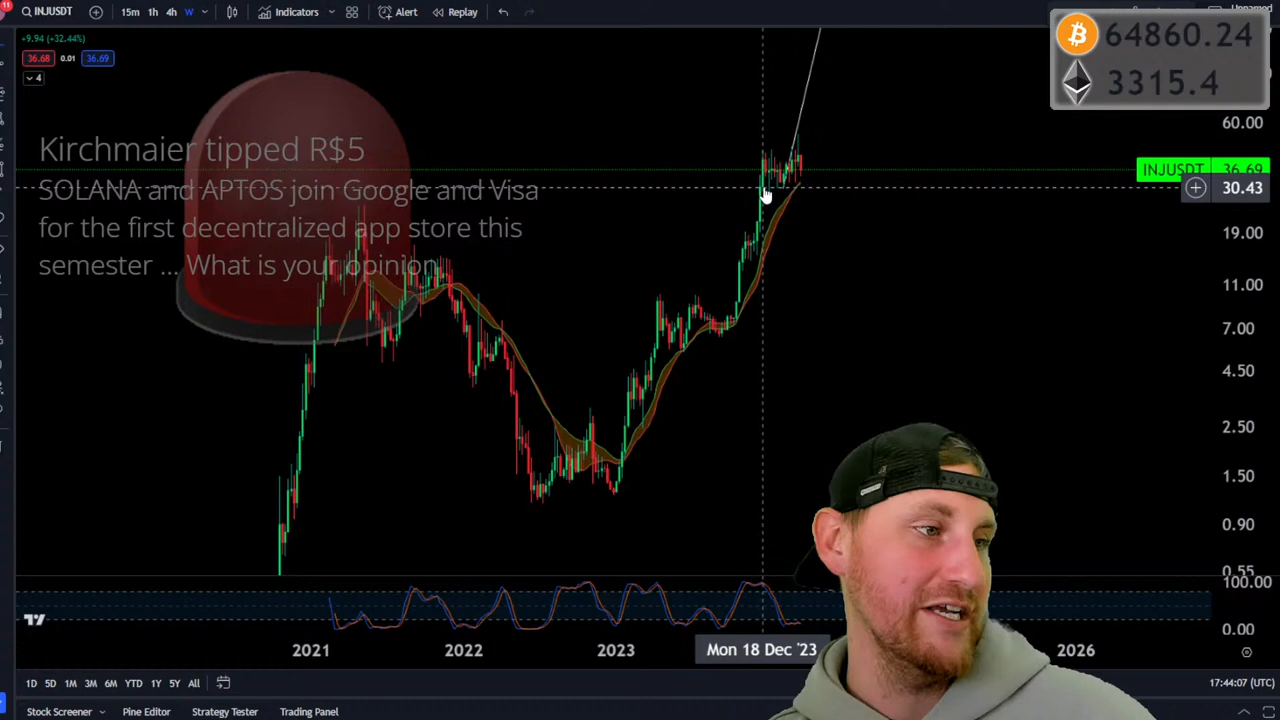 11
INJUSDT
15m 1h 4h W
Indicators
Alert
Replay
Unnamed
+9.94 (+32.44%)
36.68 0.01 36.69
4
64860.24
3315.4
Kirchmaier tipped R$5
SOLANA and APTOS join Google and Visa
for the first decentralized app store this
semester ... What is your opinion
60.00
INJUSDT 36.69
30.43
19.00
11.00
7.00
4.50
2.50
1.50
0.90
0.55
100.00
0.00
2021 2022 2023 Mon 18 Dec '23 2026
1D 5D 1M 3M 6M YTD 1Y 5Y All
17:44:07 (UTC)
Stock Screener Pine Editor Strategy Tester Trading Panel